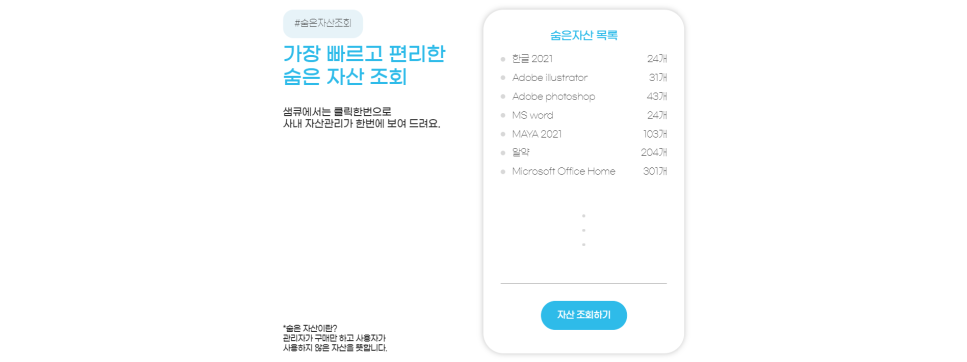 #숨은자산조회
가장 빠르고 편리한
숨은 자산 조회
샘큐에서는 클릭한번으로
사내 자산관리가 한번에 보여 드려요.
*숨은 자산이란?
관리자가 구매만 하고 사용자가
사용하지 않은 자산을 뜻합니다.
숨은자산 목록
한글 2021 24개
Adobe illustrator 31개
Adobe photoshop 43개
MS word 24개
MAYA 2021 103개
알약 204개
Microsoft Office Home 301개
자산 조회하기